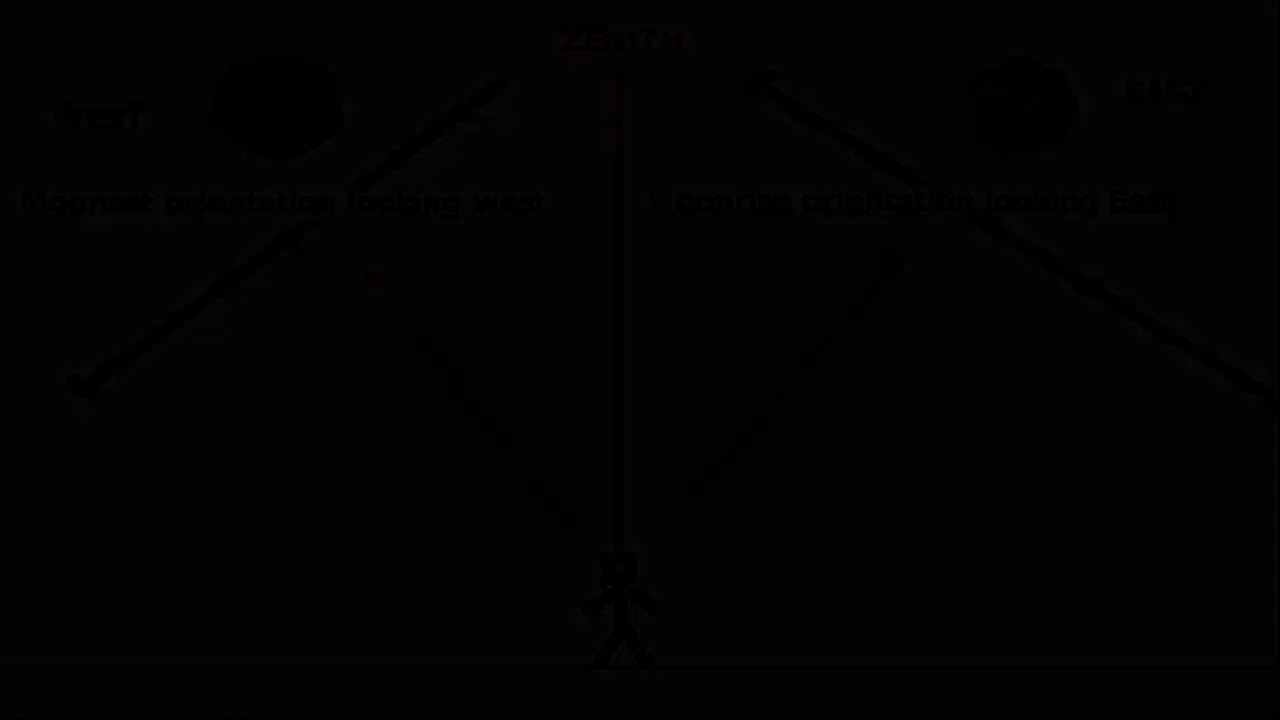 ZENITH
WEST
EAST
Moonset orientation looking west
Moonrise orientation looking East